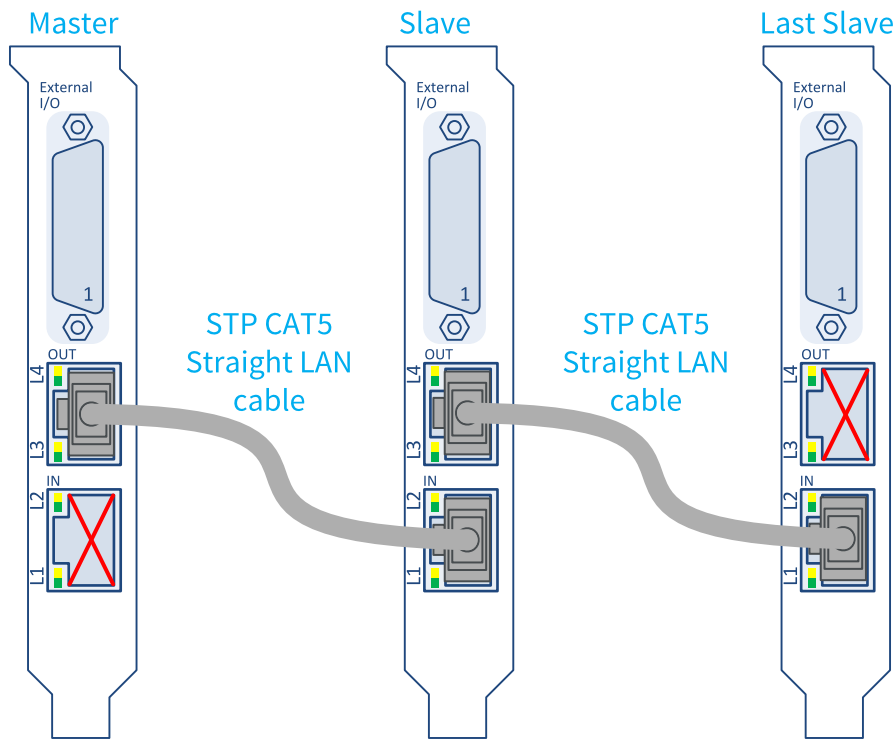 Master
Slave
Last Slave
External
I/O
External
I/O
External
I/O
1
1
1
STP CAT5
Straight LAN
cable
STP CAT5
Straight LAN
cable
OUT
L4
L3
IN
L2
L1
OUT
L4
L3
IN
L2
L1
OUT
L4
L3
IN
L2
L1